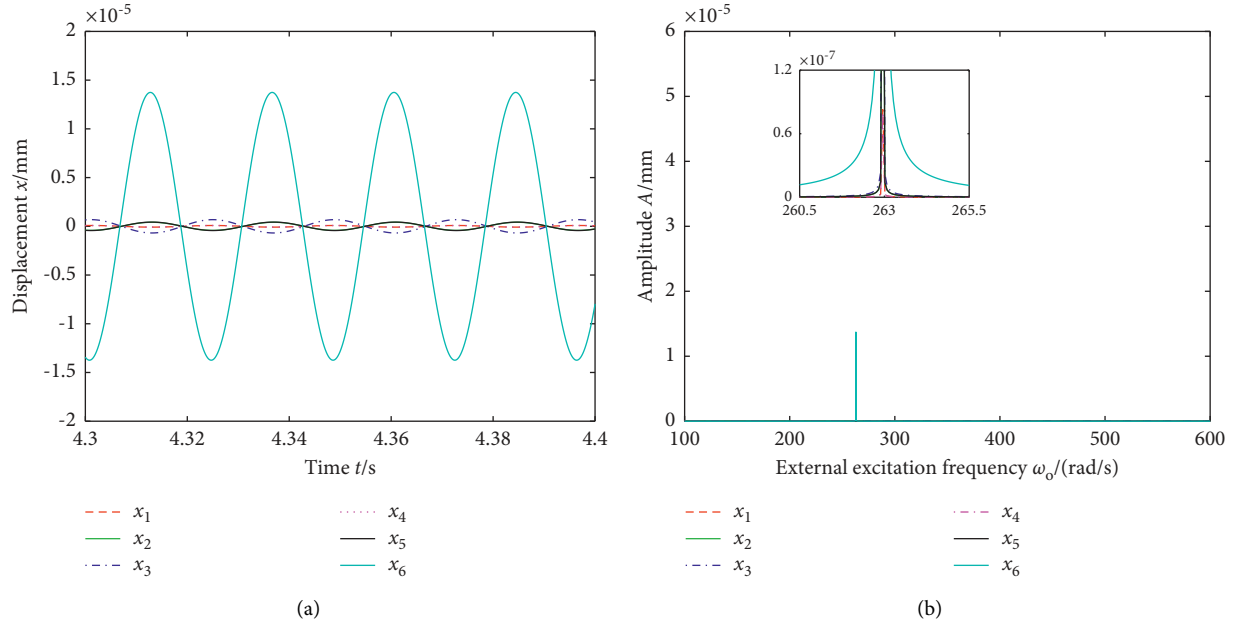 ×10⁻⁵
2
1.5
1
0.5
0
-0.5
-1
-1.5
-2
4.3 4.32 4.34 4.36 4.38 4.4
Displacement x/mm
Time t/s
x₁ x₄
x₂ x₅
x₃ x₆
(a)
×10⁻⁵
6
5
4
3
2
1
0
100 200 300 400 500 600
Amplitude A/mm
External excitation frequency ωₒ/(rad/s)
×10⁻⁷
1.2
0.6
0
260.5 263 265.5
x₁ x₄
x₂ x₅
x₃ x₆
(b)